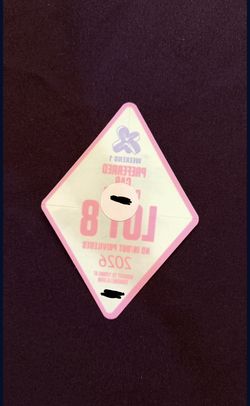 WEEKEND 1
PREFERRED
CAR
LOT 8
NO IN/OUT PRIVILEGES
2026